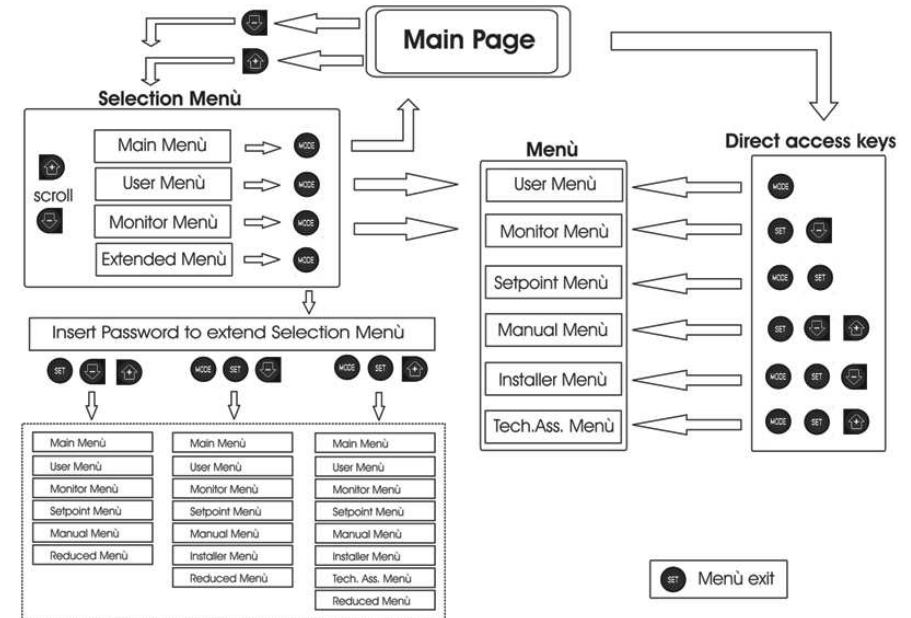 Main Page
Selection Menù
Main Menù
MODE
User Menù
MODE
Monitor Menù
MODE
Extended Menù
MODE
scroll
Insert Password to extend Selection Menù
SET
MODE SET
MODE SET
Main Menù
User Menù
Monitor Menù
Setpoint Menù
Manual Menù
Reduced Menù
Main Menù
User Menù
Monitor Menù
Setpoint Menù
Manual Menù
Installer Menù
Reduced Menù
Main Menù
User Menù
Monitor Menù
Setpoint Menù
Manual Menù
Installer Menù
Tech. Ass. Menù
Reduced Menù
Menù
User Menù
Monitor Menù
Setpoint Menù
Manual Menù
Installer Menù
Tech.Ass. Menù
Direct access keys
MODE
SET
MODE SET
SET
MODE SET
MODE SET
SET Menù exit